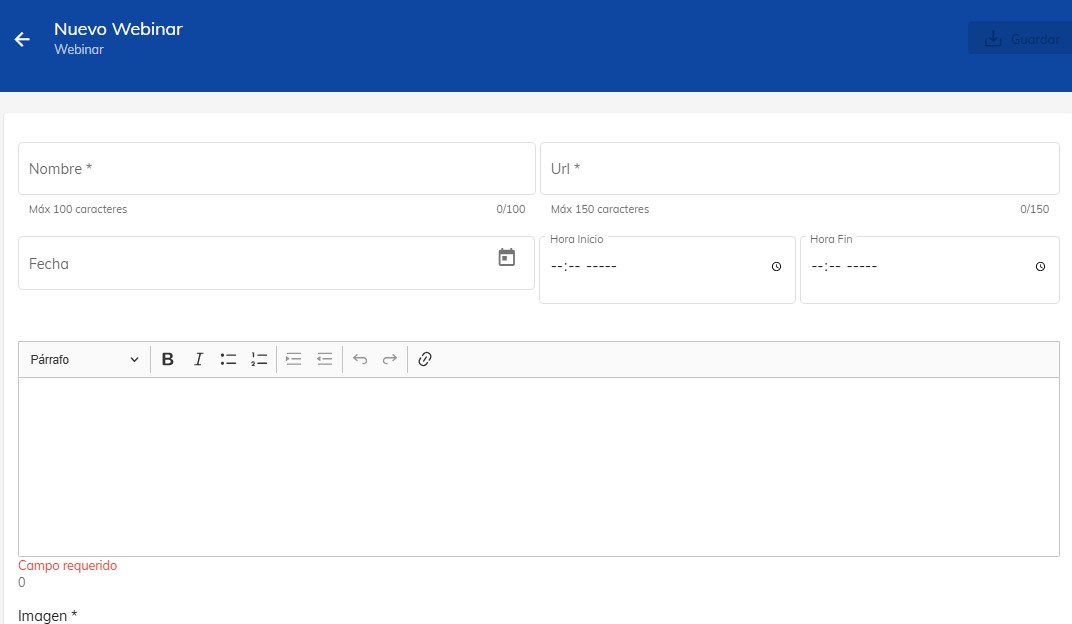 Nuevo Webinar
Webinar
Guardar
Nombre *
Url *
Máx 100 caracteres 0/100
Máx 150 caracteres 0/150
Fecha
Hora Inicio
--:-- -----
Hora Fin
--:-- -----
Párrafo B I
Campo requerido
0
Imagen *